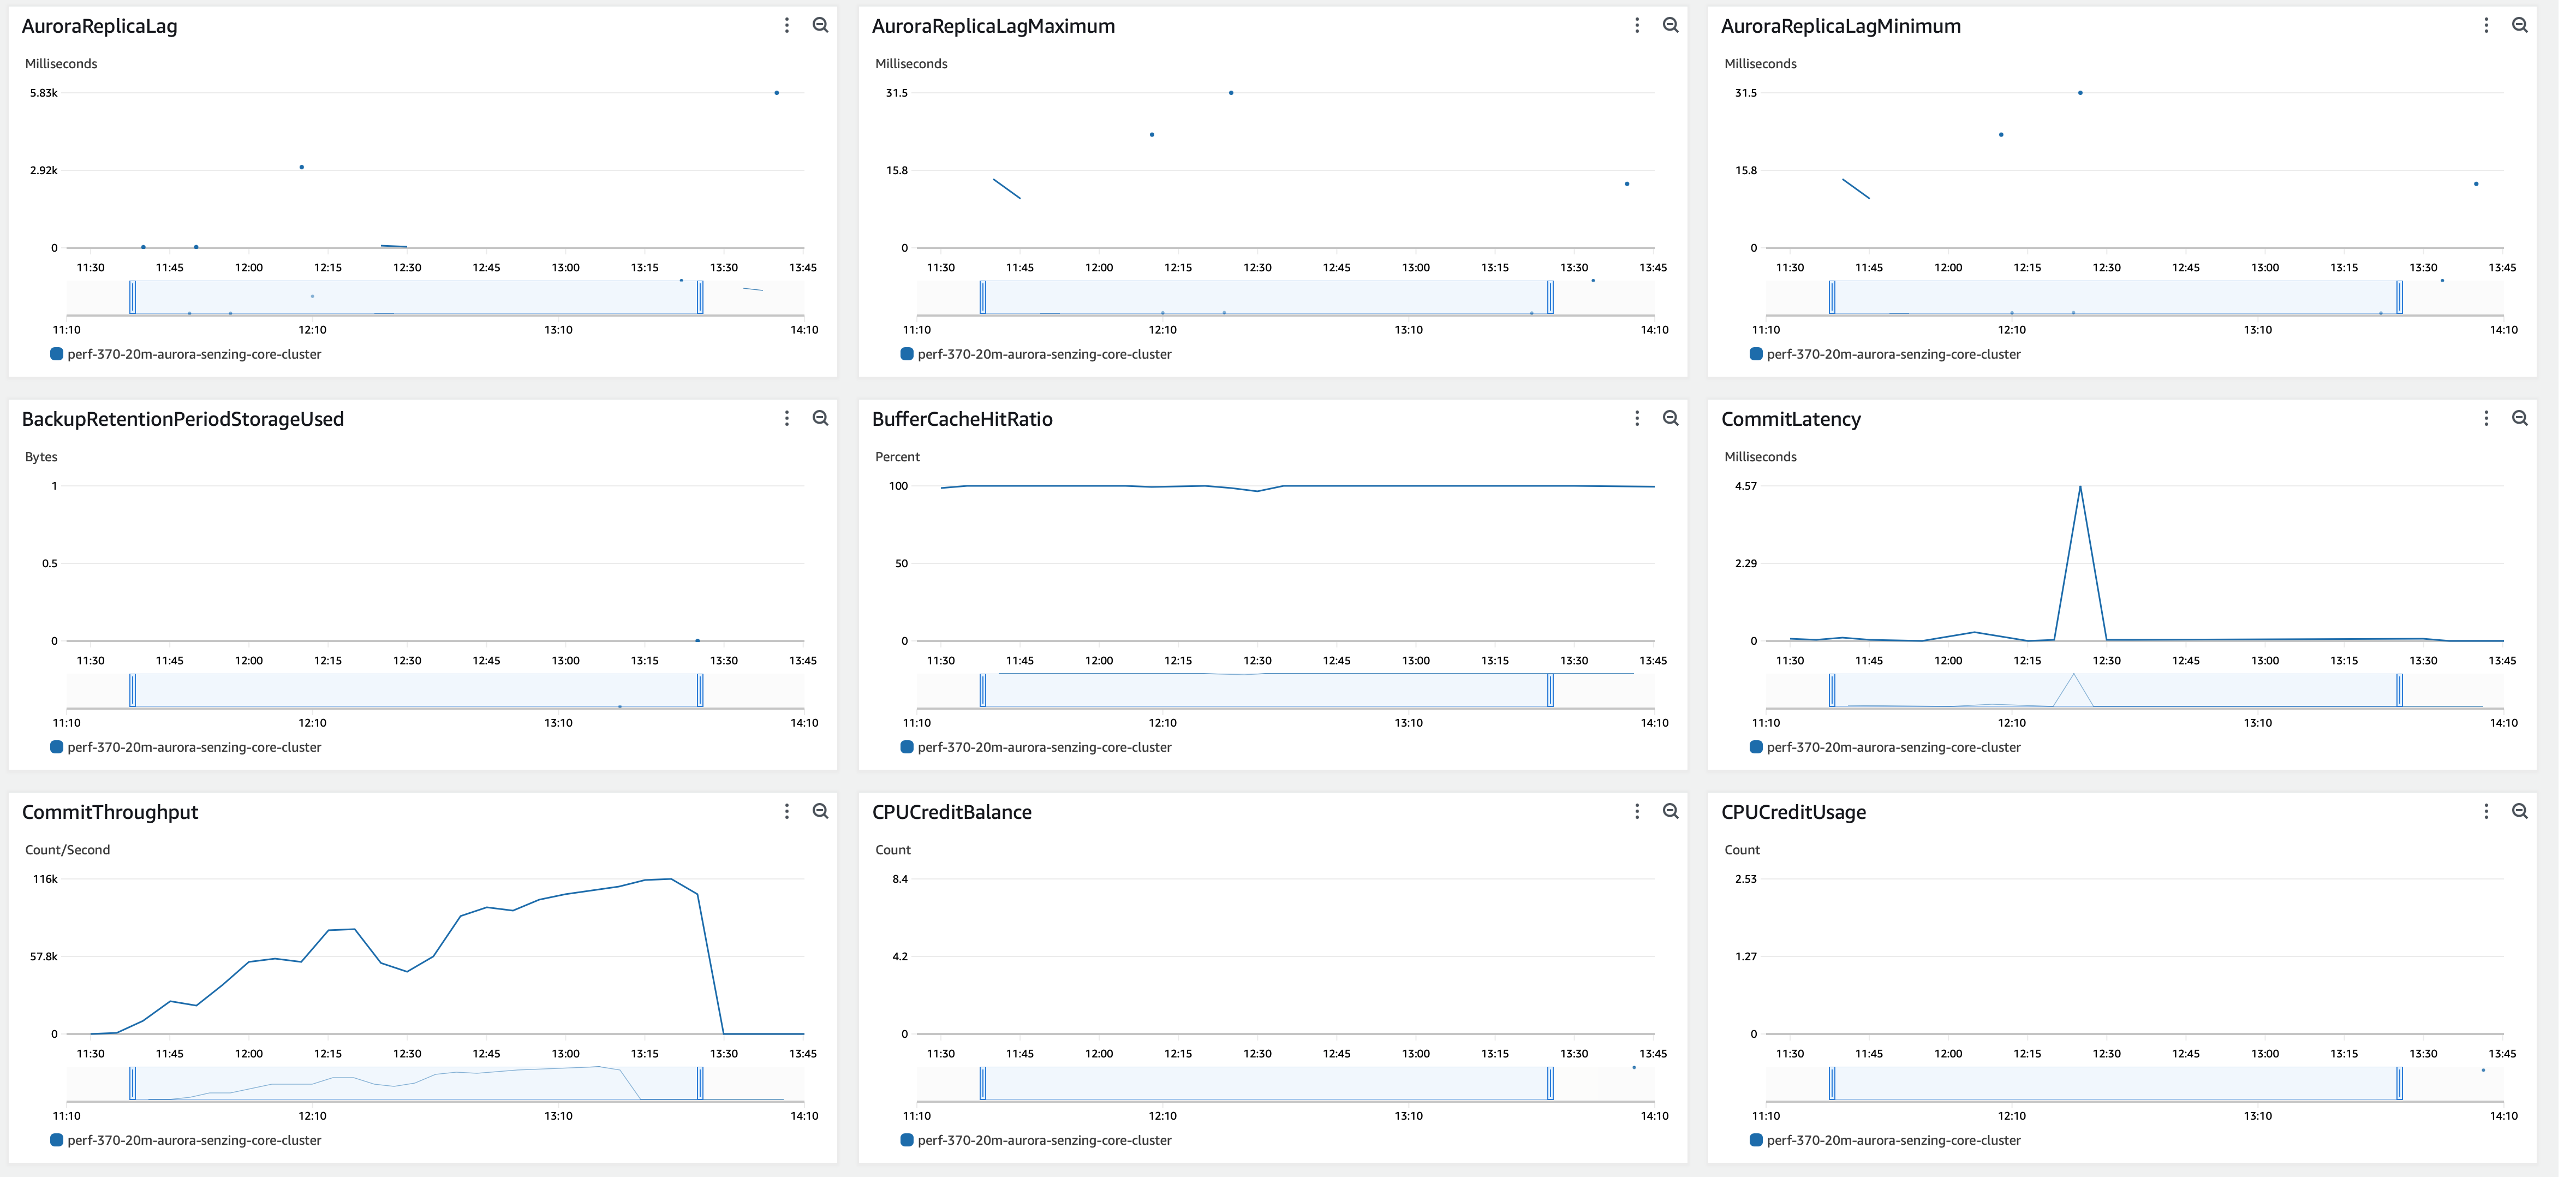 AuroraReplicaLag
Milliseconds
5.83k
2.92k
0
11:30 11:45 12:00 12:15 12:30 12:45 13:00 13:15 13:30 13:45
11:10 12:10 13:10 14:10
perf-370-20m-aurora-senzing-core-cluster
AuroraReplicaLagMaximum
Milliseconds
31.5
15.8
0
11:30 11:45 12:00 12:15 12:30 12:45 13:00 13:15 13:30 13:45
11:10 12:10 13:10 14:10
perf-370-20m-aurora-senzing-core-cluster
AuroraReplicaLagMinimum
Milliseconds
31.5
15.8
0
11:30 11:45 12:00 12:15 12:30 12:45 13:00 13:15 13:30 13:45
11:10 12:10 13:10 14:10
perf-370-20m-aurora-senzing-core-cluster
BackupRetentionPeriodStorageUsed
Bytes
1
0.5
0
11:30 11:45 12:00 12:15 12:30 12:45 13:00 13:15 13:30 13:45
11:10 12:10 13:10 14:10
perf-370-20m-aurora-senzing-core-cluster
BufferCacheHitRatio
Percent
100
50
0
11:30 11:45 12:00 12:15 12:30 12:45 13:00 13:15 13:30 13:45
11:10 12:10 13:10 14:10
perf-370-20m-aurora-senzing-core-cluster
CommitLatency
Milliseconds
4.57
2.29
0
11:30 11:45 12:00 12:15 12:30 12:45 13:00 13:15 13:30 13:45
11:10 12:10 13:10 14:10
perf-370-20m-aurora-senzing-core-cluster
CommitThroughput
Count/Second
116k
57.8k
0
11:30 11:45 12:00 12:15 12:30 12:45 13:00 13:15 13:30 13:45
11:10 12:10 13:10 14:10
perf-370-20m-aurora-senzing-core-cluster
CPUCreditBalance
Count
8.4
4.2
0
11:30 11:45 12:00 12:15 12:30 12:45 13:00 13:15 13:30 13:45
11:10 12:10 13:10 14:10
perf-370-20m-aurora-senzing-core-cluster
CPUCreditUsage
Count
2.53
1.27
0
11:30 11:45 12:00 12:15 12:30 12:45 13:00 13:15 13:30 13:45
11:10 12:10 13:10 14:10
perf-370-20m-aurora-senzing-core-cluster